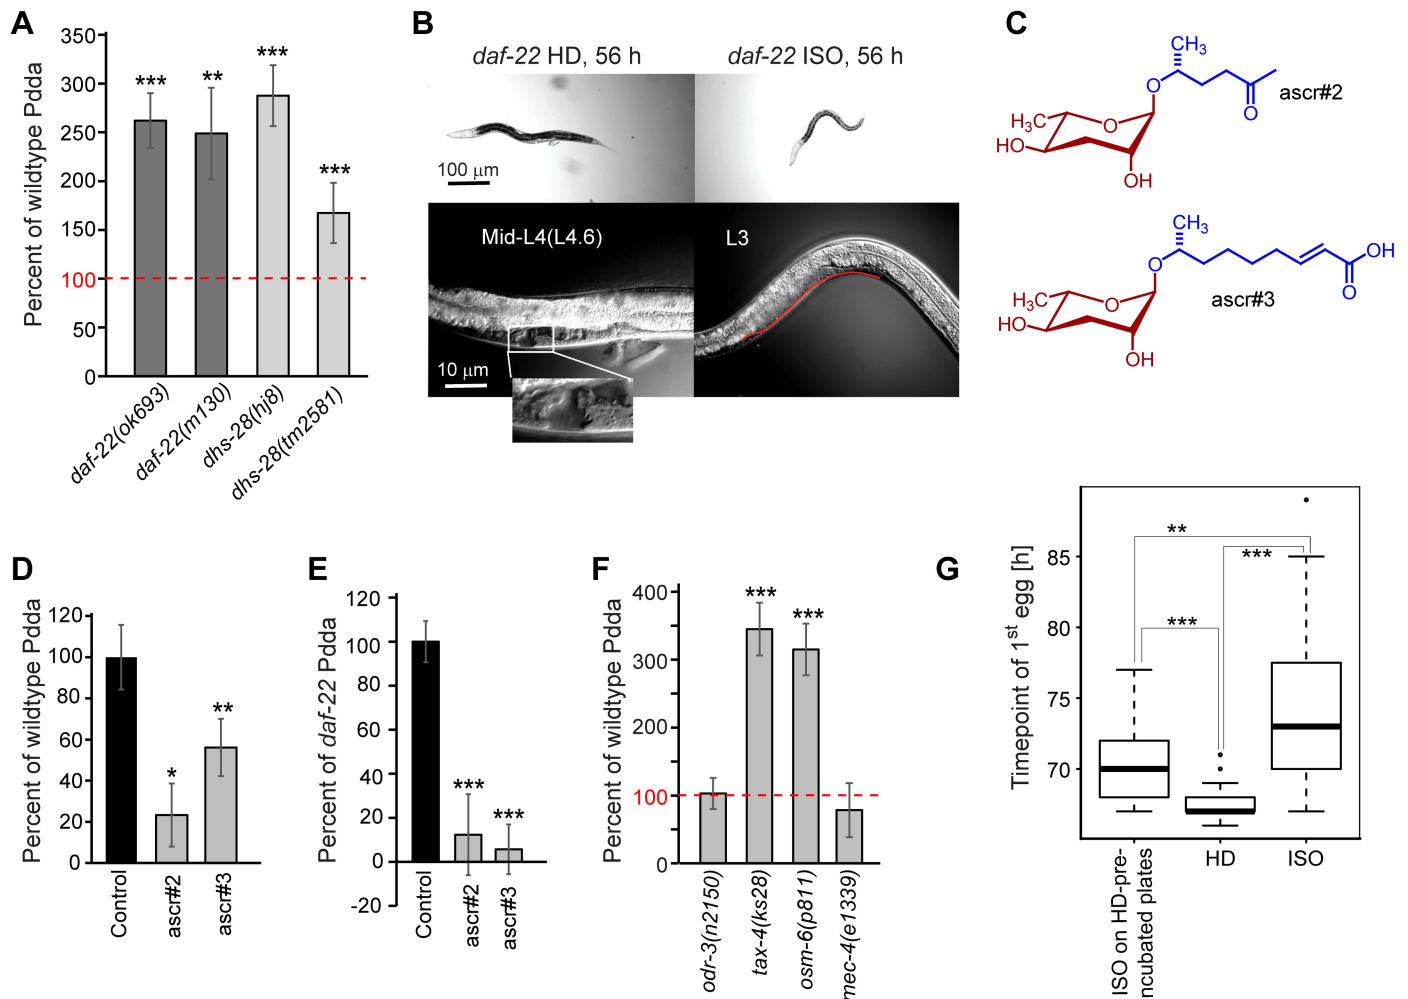 A
Percent of wildtype Pdda
350
300
250
200
150
100
50
0
***
**
***
***
daf-22(ok693)
daf-22(m130)
dhs-28(hj8)
dhs-28(tm2581)
B
daf-22 HD, 56 h
daf-22 ISO, 56 h
100 µm
Mid-L4(L4.6)
L3
10 µm
C
CH3
O
O
ascr#2
H3C
O
HO
OH
CH3
O
OH
O
ascr#3
H3C
O
HO
OH
D
Percent of wildtype Pdda
120
100
80
60
40
20
0
*
**
Control
ascr#2
ascr#3
E
Percent of daf-22 Pdda
120
100
80
60
40
20
0
-20
***
***
Control
ascr#2
ascr#3
F
Percent of wildtype Pdda
400
300
200
100
0
***
***
odr-3(n2150)
tax-4(ks28)
osm-6(p811)
mec-4(e1339)
G
Timepoint of 1st egg [h]
85
80
75
70
**
***
***
ISO on HD-pre-
ncubated plates
HD
ISO